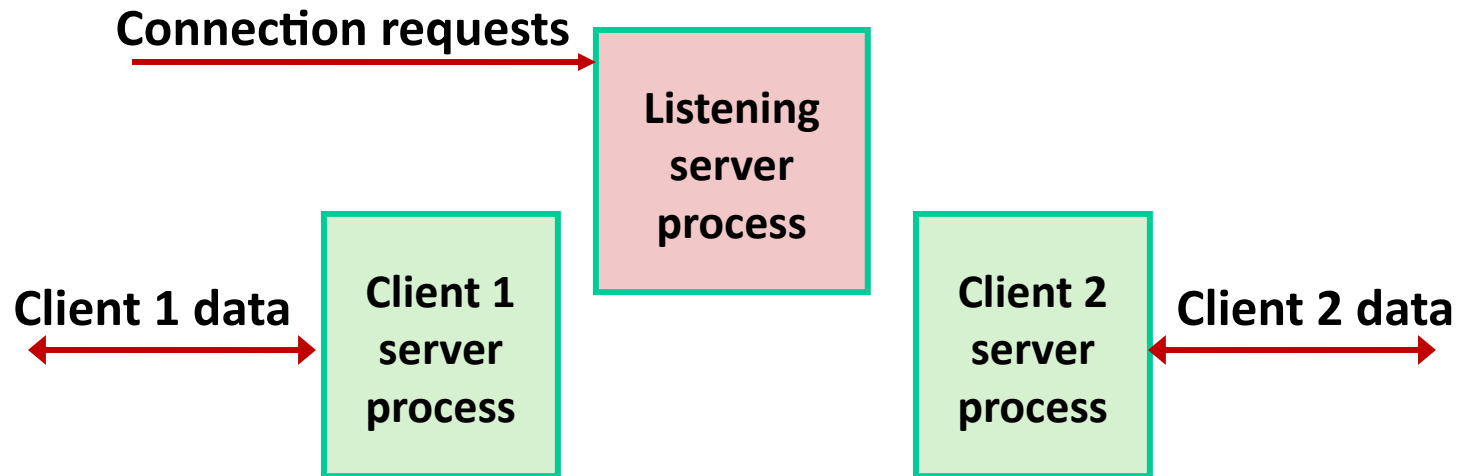 Connection requests
Listening
server
process
Client 1 data
Client 1
server
process
Client 2
server
process
Client 2 data